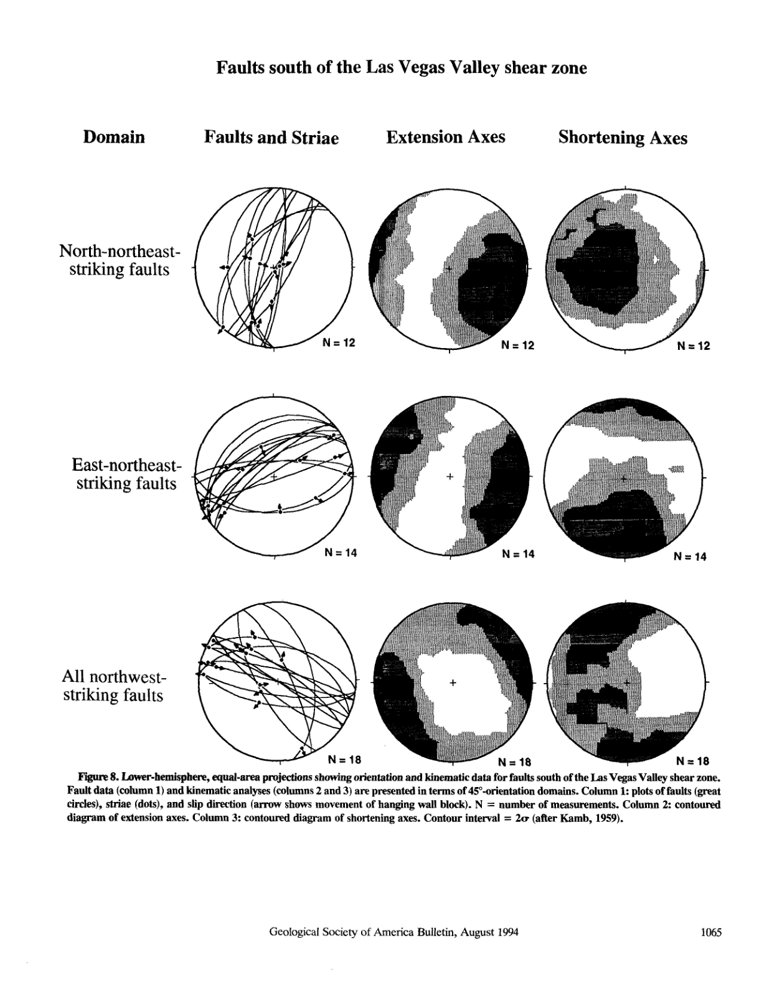 Faults south of the Las Vegas Valley shear zone
Domain Faults and Striae Extension Axes Shortening Axes
North-northeast-
striking faults
N = 12 N = 12 N = 12
East-northeast-
striking faults
N = 14 N = 14 N = 14
All northwest-
striking faults
N = 18 N = 18 N = 18
Figure 8. Lower-hemisphere, equal-area projections showing orientation and kinematic data for faults south of the Las Vegas Valley shear zone.
Fault data (column 1) and kinematic analyses (columns 2 and 3) are presented in terms of 45°-orientation domains. Column 1: plots of faults (great
circles), striae (dots), and slip direction (arrow shows movement of hanging wall block). N = number of measurements. Column 2: contoured
diagram of extension axes. Column 3: contoured diagram of shortening axes. Contour interval = 2σ (after Kamb, 1959).
Geological Society of America Bulletin, August 1994 1065